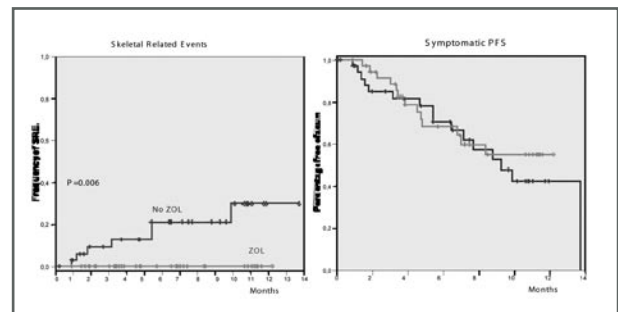 Skeletal Related Events
Frequency of SRE.
1,0
0,8
0,6
0,4
0,2
0,0
P=0.006
No ZOL
ZOL
0 1 2 3 4 5 6 7 8 9 10 11 12 13 14
Months
Symptomatic PFS
1,0
0,8
0,6
0,4
0,2
0,0
2 4 6 8 10 12 14
Months